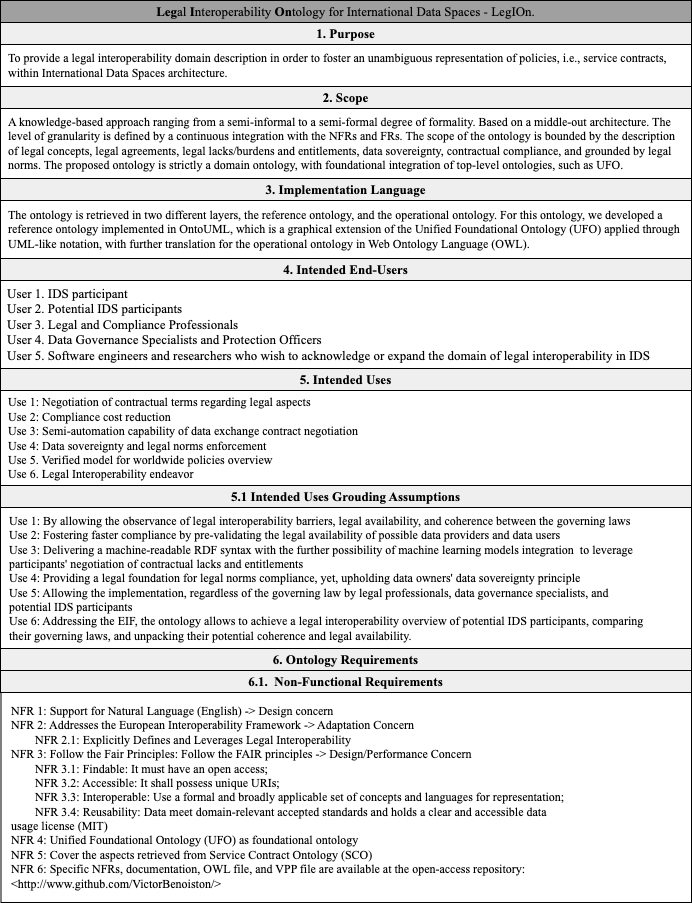 Legal Interoperability Ontology for International Data Spaces - LegIOn.
1. Purpose
To provide a legal interoperability domain description in order to foster an unambiguous representation of policies, i.e., service contracts,
within International Data Spaces architecture.
2. Scope
A knowledge-based approach ranging from a semi-informal to a semi-formal degree of formality. Based on a middle-out architecture. The
level of granularity is defined by a continuous integration with the NFRs and FRs. The scope of the ontology is bounded by the description
of legal concepts, legal agreements, legal lacks/burdens and entitlements, data sovereignty, contractual compliance, and grounded by legal
norms. The proposed ontology is strictly a domain ontology, with foundational integration of top-level ontologies, such as UFO.
3. Implementation Language
The ontology is retrieved in two different layers, the reference ontology, and the operational ontology. For this ontology, we developed a
reference ontology implemented in OntoUML, which is a graphical extension of the Unified Foundational Ontology (UFO) applied through
UML-like notation, with further translation for the operational ontology in Web Ontology Language (OWL).
4. Intended End-Users
User 1. IDS participant
User 2. Potential IDS participants
User 3. Legal and Compliance Professionals
User 4. Data Governance Specialists and Protection Officers
User 5. Software engineers and researchers who wish to acknowledge or expand the domain of legal interoperability in IDS
5. Intended Uses
Use 1: Negotiation of contractual terms regarding legal aspects
Use 2: Compliance cost reduction
Use 3: Semi-automation capability of data exchange contract negotiation
Use 4: Data sovereignty and legal norms enforcement
Use 5. Verified model for worldwide policies overview
Use 6. Legal Interoperability endeavor
5.1 Intended Uses Grouding Assumptions
Use 1: By allowing the observance of legal interoperability barriers, legal availability, and coherence between the governing laws
Use 2: Fostering faster compliance by pre-validating the legal availability of possible data providers and data users
Use 3: Delivering a machine-readable RDF syntax with the further possibility of machine learning models integration to leverage
participants' negotiation of contractual lacks and entitlements
Use 4: Providing a legal foundation for legal norms compliance, yet, upholding data owners' data sovereignty principle
Use 5: Allowing the implementation, regardless of the governing law by legal professionals, data governance specialists, and
potential IDS participants
Use 6: Addressing the EIF, the ontology allows to achieve a legal interoperability overview of potential IDS participants, comparing
their governing laws, and unpacking their potential coherence and legal availability.
6. Ontology Requirements
6.1. Non-Functional Requirements
NFR 1: Support for Natural Language (English) -> Design concern
NFR 2: Addresses the European Interoperability Framework -> Adaptation Concern
NFR 2.1: Explicitly Defines and Leverages Legal Interoperability
NFR 3: Follow the Fair Principles: Follow the FAIR principles -> Design/Performance Concern
NFR 3.1: Findable: It must have an open access;
NFR 3.2: Accessible: It shall possess unique URIs;
NFR 3.3: Interoperable: Use a formal and broadly applicable set of concepts and languages for representation;
NFR 3.4: Reusability: Data meet domain-relevant accepted standards and holds a clear and accessible data
usage license (MIT)
NFR 4: Unified Foundational Ontology (UFO) as foundational ontology
NFR 5: Cover the aspects retrieved from Service Contract Ontology (SCO)
NFR 6: Specific NFRs, documentation, OWL file, and VPP file are available at the open-access repository:
<http://www.github.com/VictorBenoiston/>